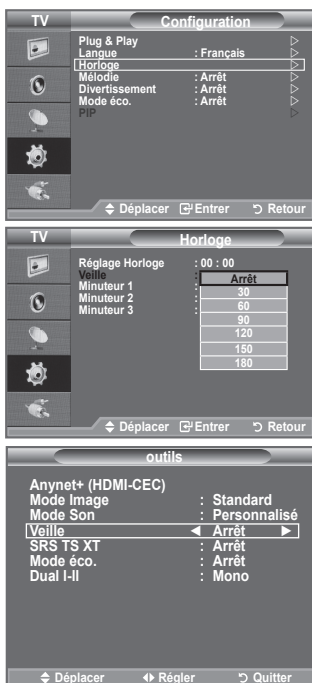 TV Configuration
Plug & Play
Langue : Français
Horloge
Mélodie : Arrêt
Divertissement : Arrêt
Mode éco. : Arrêt
PIP
Déplacer Entrer Retour
TV Horloge
Réglage Horloge : 00 : 00
Veille : Arrêt
Minuteur 1 : 30
Minuteur 2 : 60
Minuteur 3 : 90
120
150
180
Déplacer Entrer Retour
outils
Anynet+ (HDMI-CEC)
Mode Image : Standard
Mode Son : Personnalisé
Veille ◄ Arrêt ►
SRS TS XT : Arrêt
Mode éco. : Arrêt
Dual I-II : Mono
Déplacer Régler Quitter